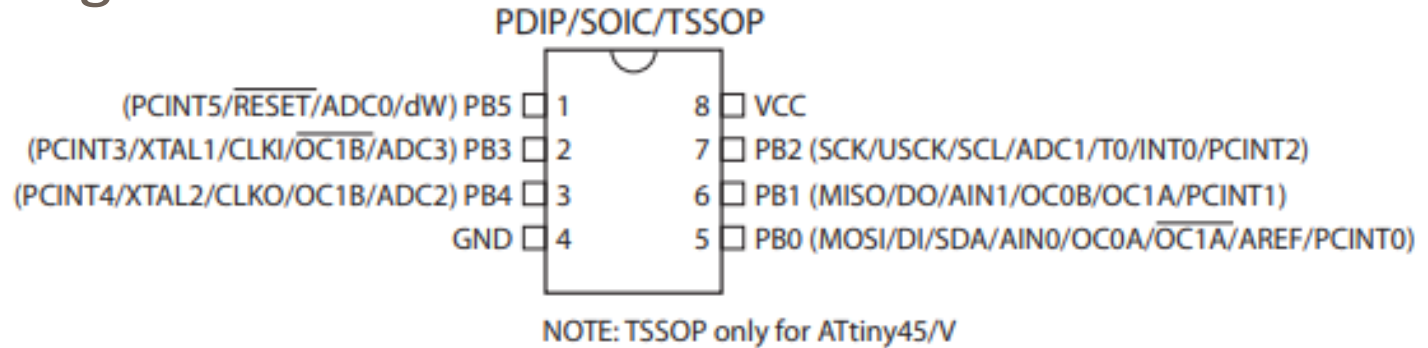 PDIP/SOIC/TSSOP
(PCINT5/RESET/ADC0/dW) PB5 1 8 VCC
(PCINT3/XTAL1/CLKI/OC1B/ADC3) PB3 2 7 PB2 (SCK/USCK/SCL/ADC1/T0/INT0/PCINT2)
(PCINT4/XTAL2/CLKO/OC1B/ADC2) PB4 3 6 PB1 (MISO/DO/AIN1/OC0B/OC1A/PCINT1)
GND 4 5 PB0 (MOSI/DI/SDA/AIN0/OC0A/OC1A/AREF/PCINT0)
NOTE: TSSOP only for ATtiny45/V